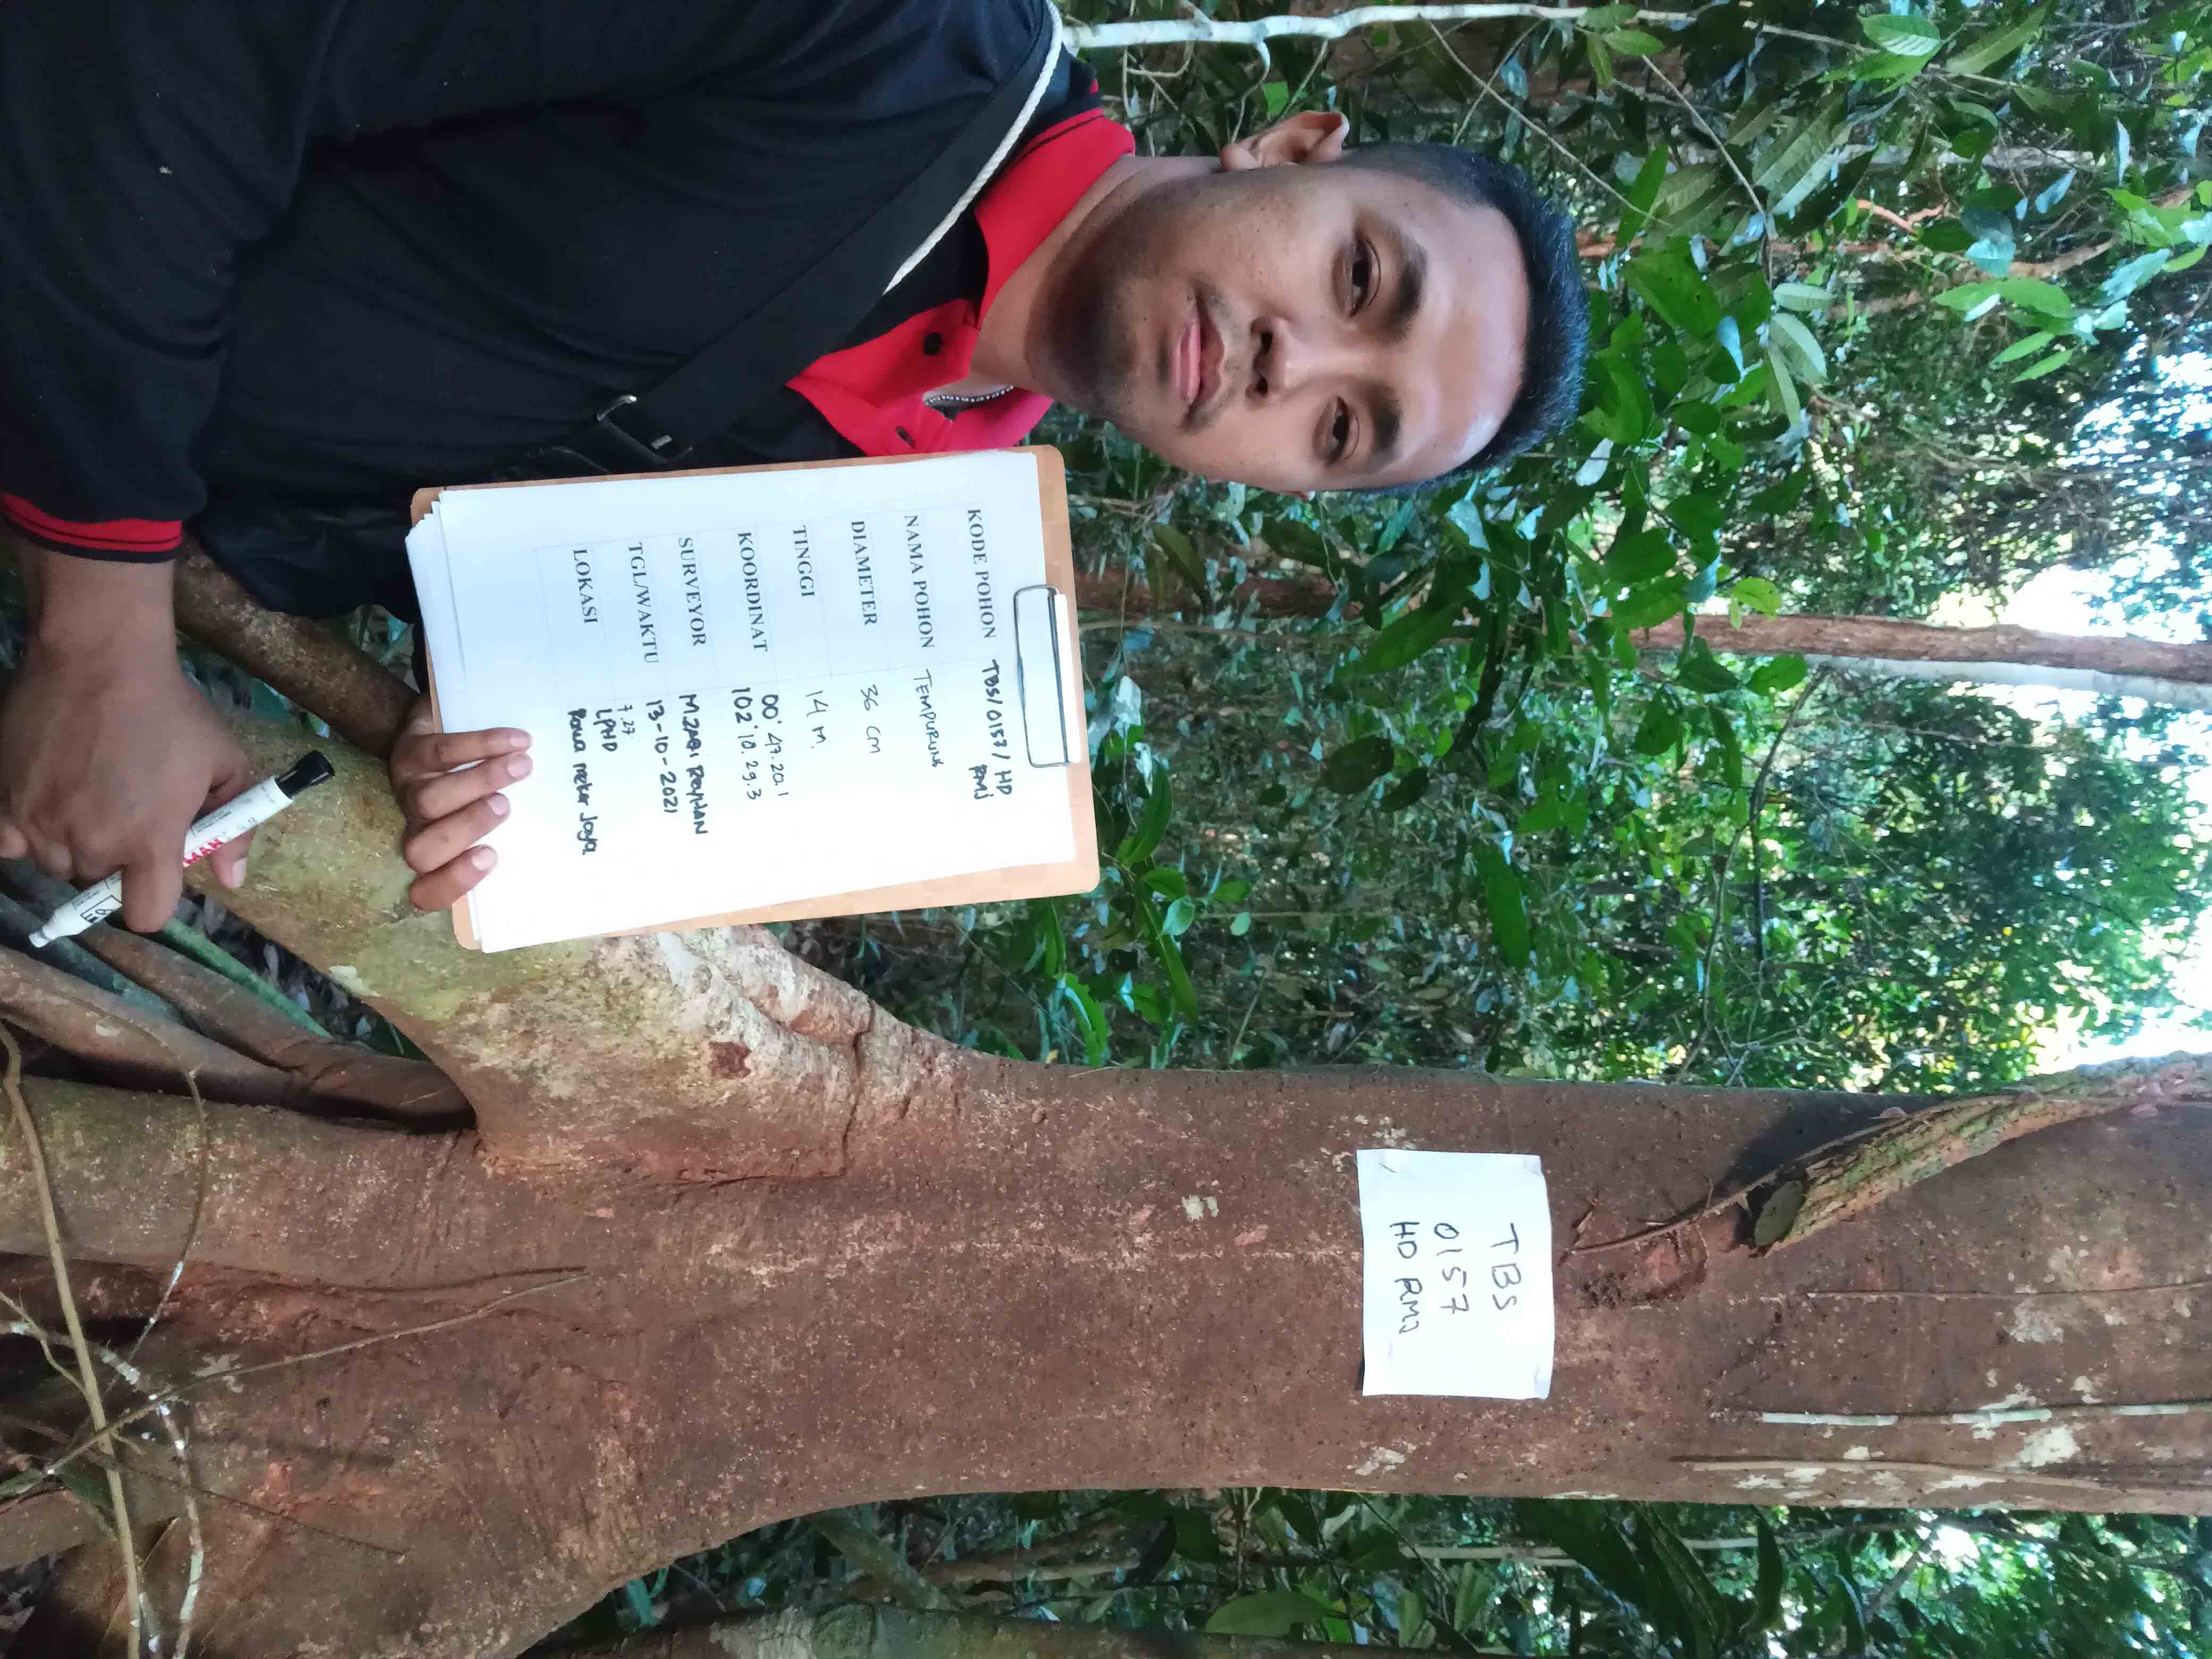 TBS
0157
HD RMJ
KODE POHON TBS/0157/ HD
RMJ
NAMA POHON TEMPURUNG
DIAMETER 36 CM
TINGGI 14 M.
KOORDINAT 00° 47.20.1
102° 10.29.3
SURVEYOR M.ZAQI REYHAN
TGL/WAKTU 13-10-2021
7.27
LOKASI LPHD
Rawa mekar Jaya.